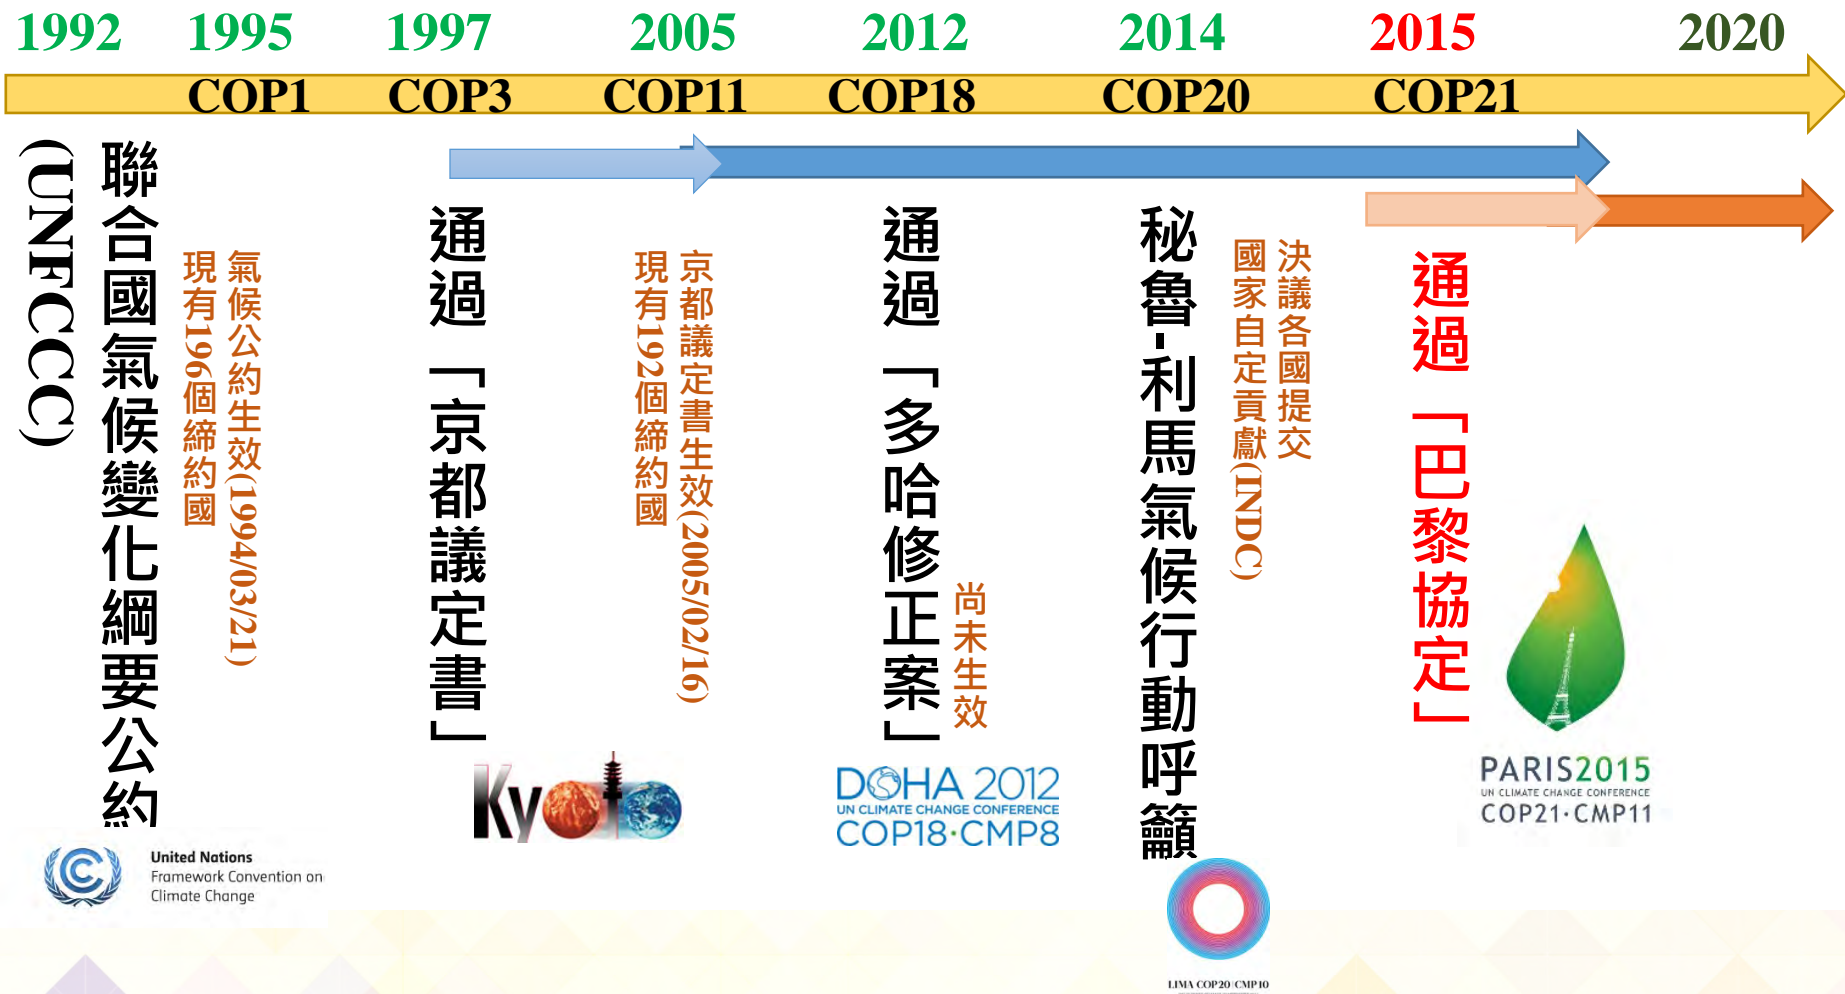 1992 1995 1997 2005 2012 2014 2015 2020
COP1 COP3 COP11 COP18 COP20 COP21
聯合國氣候變化綱要公約
(UNFCCC)
氣候公約生效(1994/03/21)
現有196個締約國
通過「京都議定書」
京都議定書生效(2005/02/16)
現有192個締約國
通過「多哈修正案」
尚未生效
秘魯-利馬氣候行動呼籲
決議各國提交
國家自定貢獻(INDC)
通過「巴黎協定」
United Nations
Framework Convention on
Climate Change
Kyoto
DOHA 2012
UN CLIMATE CHANGE CONFERENCE
COP18·CMP8
LIMA COP20|CMP10
PARIS2015
UN CLIMATE CHANGE CONFERENCE
COP21·CMP11